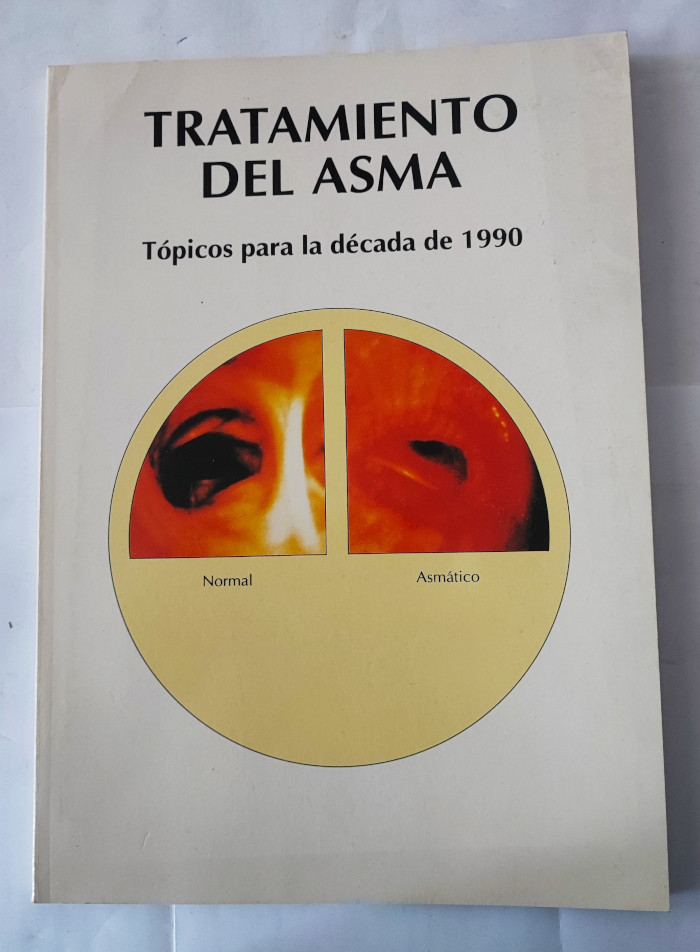 TRATAMIENTO
DEL ASMA
Tópicos para la década de 1990
Normal
Asmático